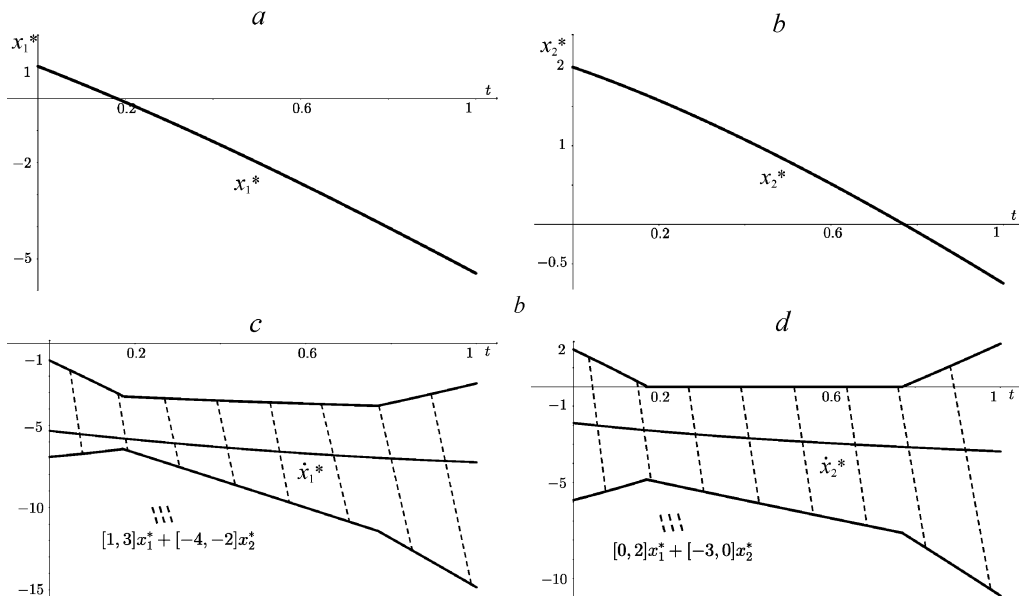 a
x₁*
1
t
0.2
0.6
1
−2
x₁*
−5
b
x₂*
2
1
x₂*
t
0.2
0.6
1
−0.5
b
c
−1
0.2
0.6
1 t
−5
ẋ₁*
−10
[1, 3]x₁* + [−4, −2]x₂*
−15
d
2
t
−1
0.2
0.6
1
ẋ₂*
−5
[0, 2]x₁* + [−3, 0]x₂*
−10